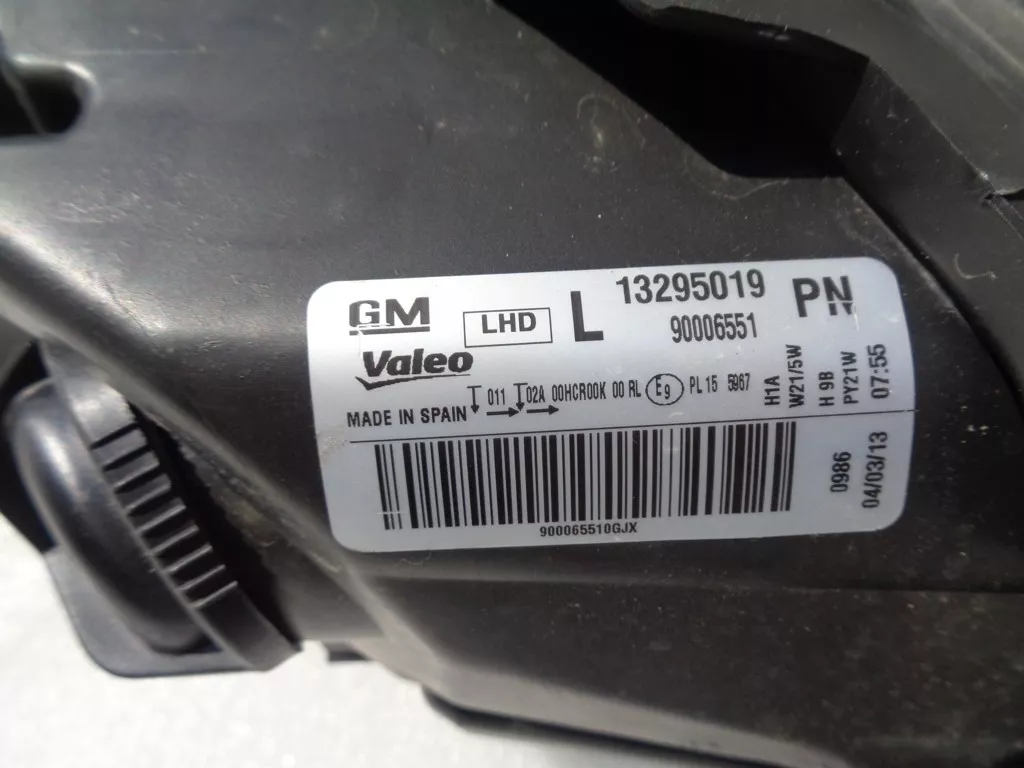 GM
Valeo
LHD
L
13295019
90006551
PN
MADE IN SPAIN
011 02A 00HCR00K 00 RL E9 PL 15 5967
H1A
W21/5W
H 9B
PY21W
07:55
0986
04/03/13
900065510GJX